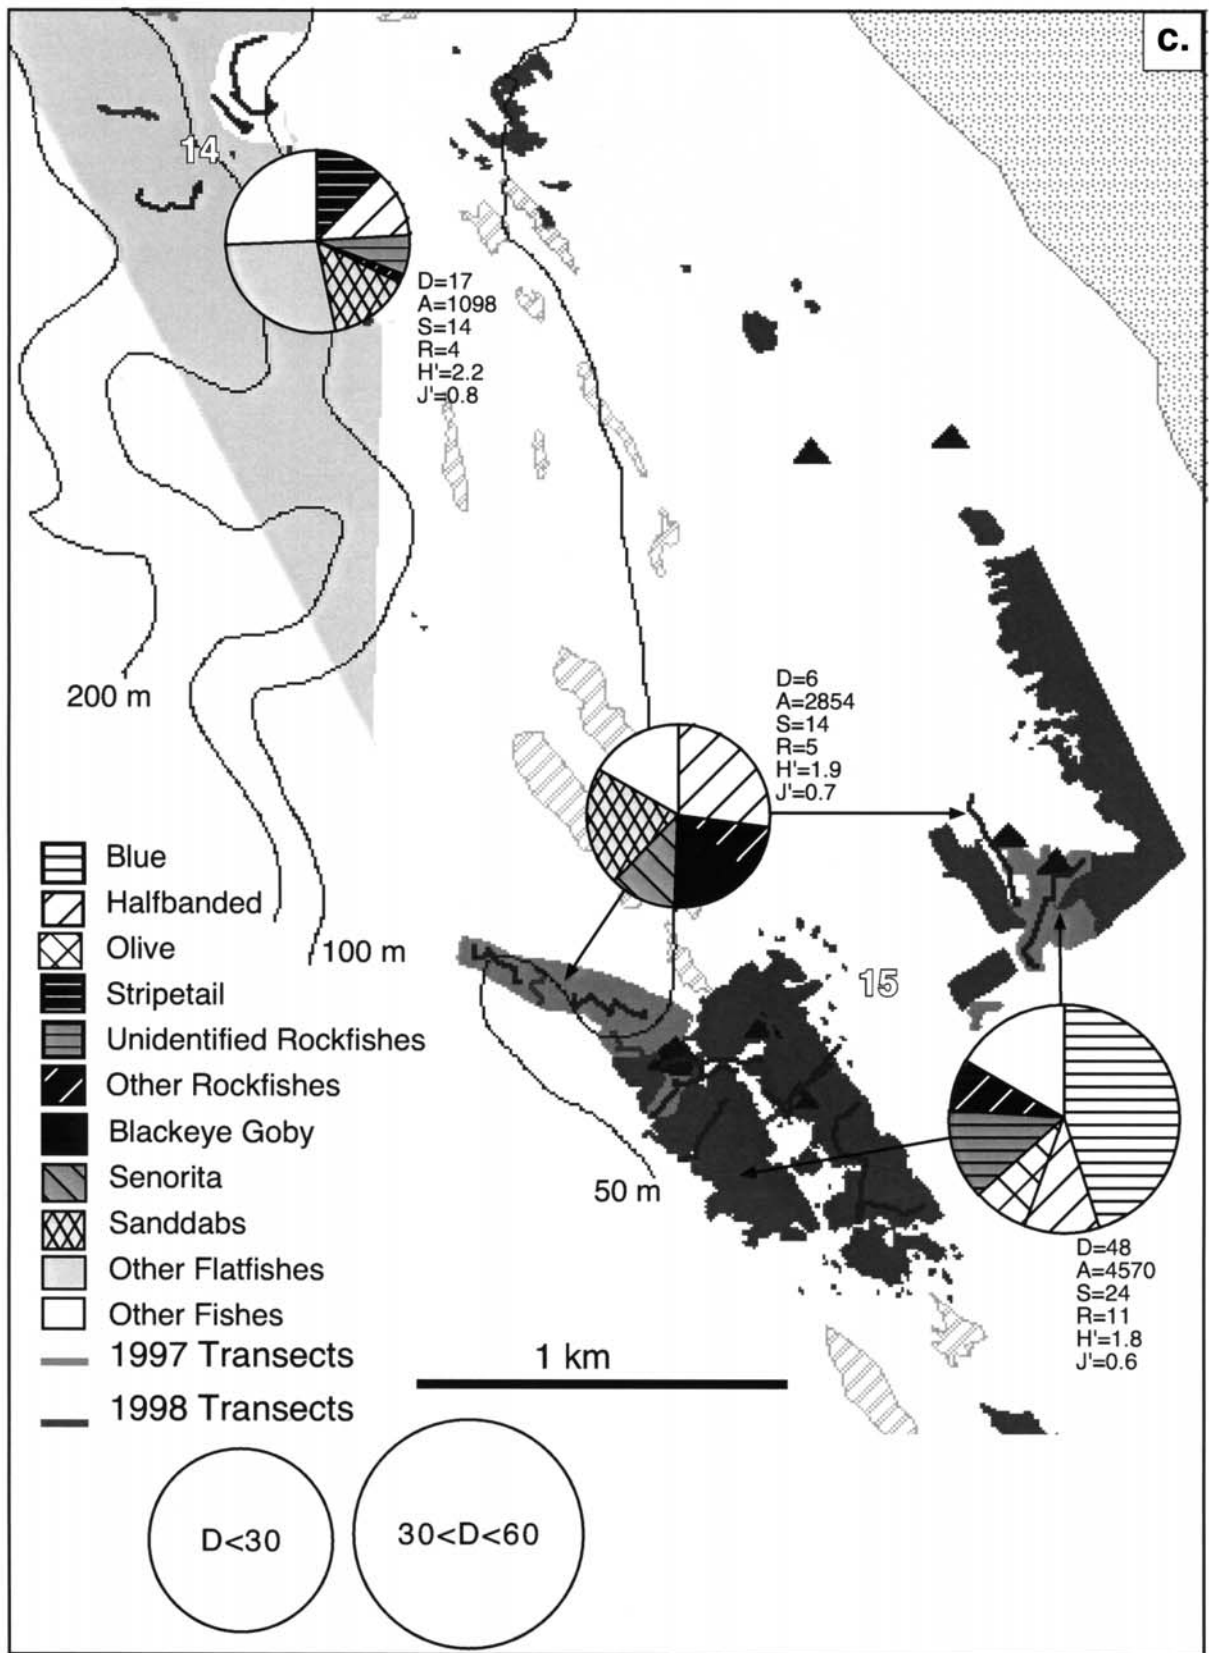 c.
14
D=17
A=1098
S=14
R=4
H'=2.2
J'=0.8
200 m
D=6
A=2854
S=14
R=5
H'=1.9
J'=0.7
Blue
Halfbanded
Olive
Stripetail
Unidentified Rockfishes
Other Rockfishes
Blackeye Goby
Senorita
Sanddabs
Other Flatfishes
Other Fishes
1997 Transects
1998 Transects
100 m
15
50 m
D=48
A=4570
S=24
R=11
H'=1.8
J'=0.6
1 km
D<30
30<D<60